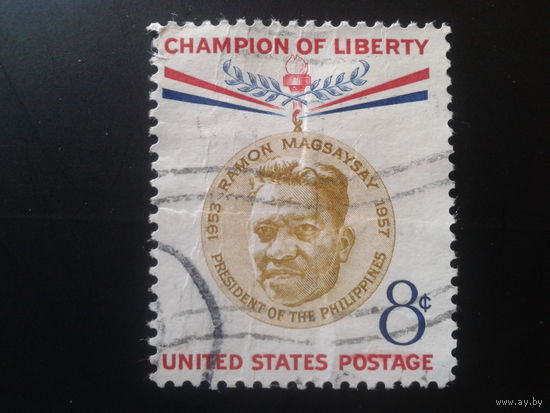 CHAMPION OF LIBERTY
RAMON MAGSAYSAY
1953
1957
PRESIDENT OF THE PHILIPPINES
8¢
UNITED STATES POSTAGE
www.ay.by